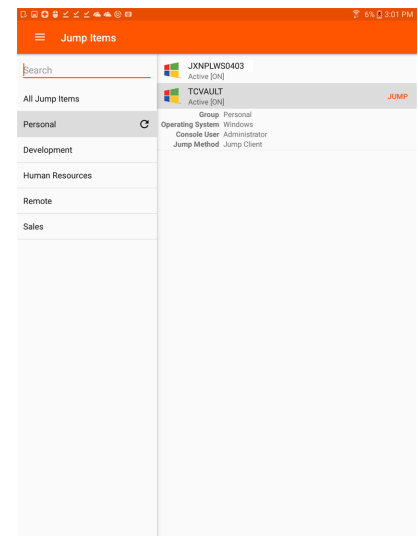 6% 3:01 PM
Jump Items
Search
All Jump Items
Personal
Development
Human Resources
Remote
Sales
JXNPLWS0403
Active [ON]
TCVAULT
Active [ON]
JUMP
Group Personal
Operating System Windows
Console User Administrator
Jump Method Jump Client